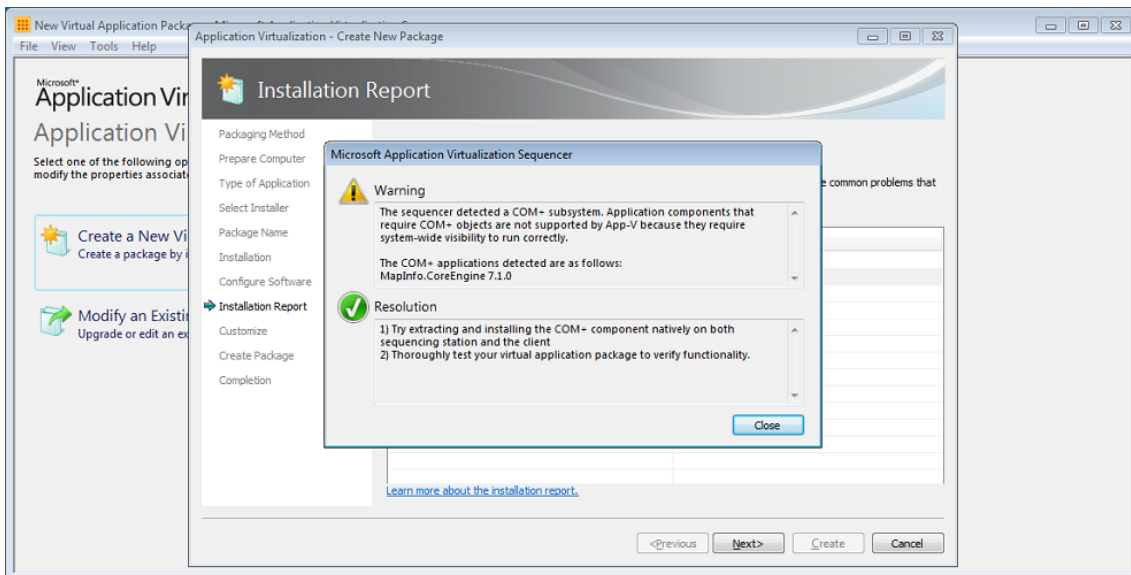 New Virtual Application Packa
File View Tools Help
Microsoft®
Application Vir
Application Vi
Select one of the following op
modify the properties associat
Create a New Vi
Create a package by i
Modify an Existi
Upgrade or edit an ex
Application Virtualization - Create New Package
Installation Report
Packaging Method
Prepare Computer
Type of Application
Select Installer
Package Name
Installation
Configure Software
Installation Report
Customize
Create Package
Completion
common problems that
Microsoft Application Virtualization Sequencer
Warning
The sequencer detected a COM+ subsystem. Application components that
require COM+ objects are not supported by App-V because they require
system-wide visibility to run correctly.
The COM+ applications detected are as follows:
MapInfo.CoreEngine 7.1.0
Resolution
1) Try extracting and installing the COM+ component natively on both
sequencing station and the client
2) Thoroughly test your virtual application package to verify functionality.
Close
Learn more about the installation report.
<Previous Next> Create Cancel